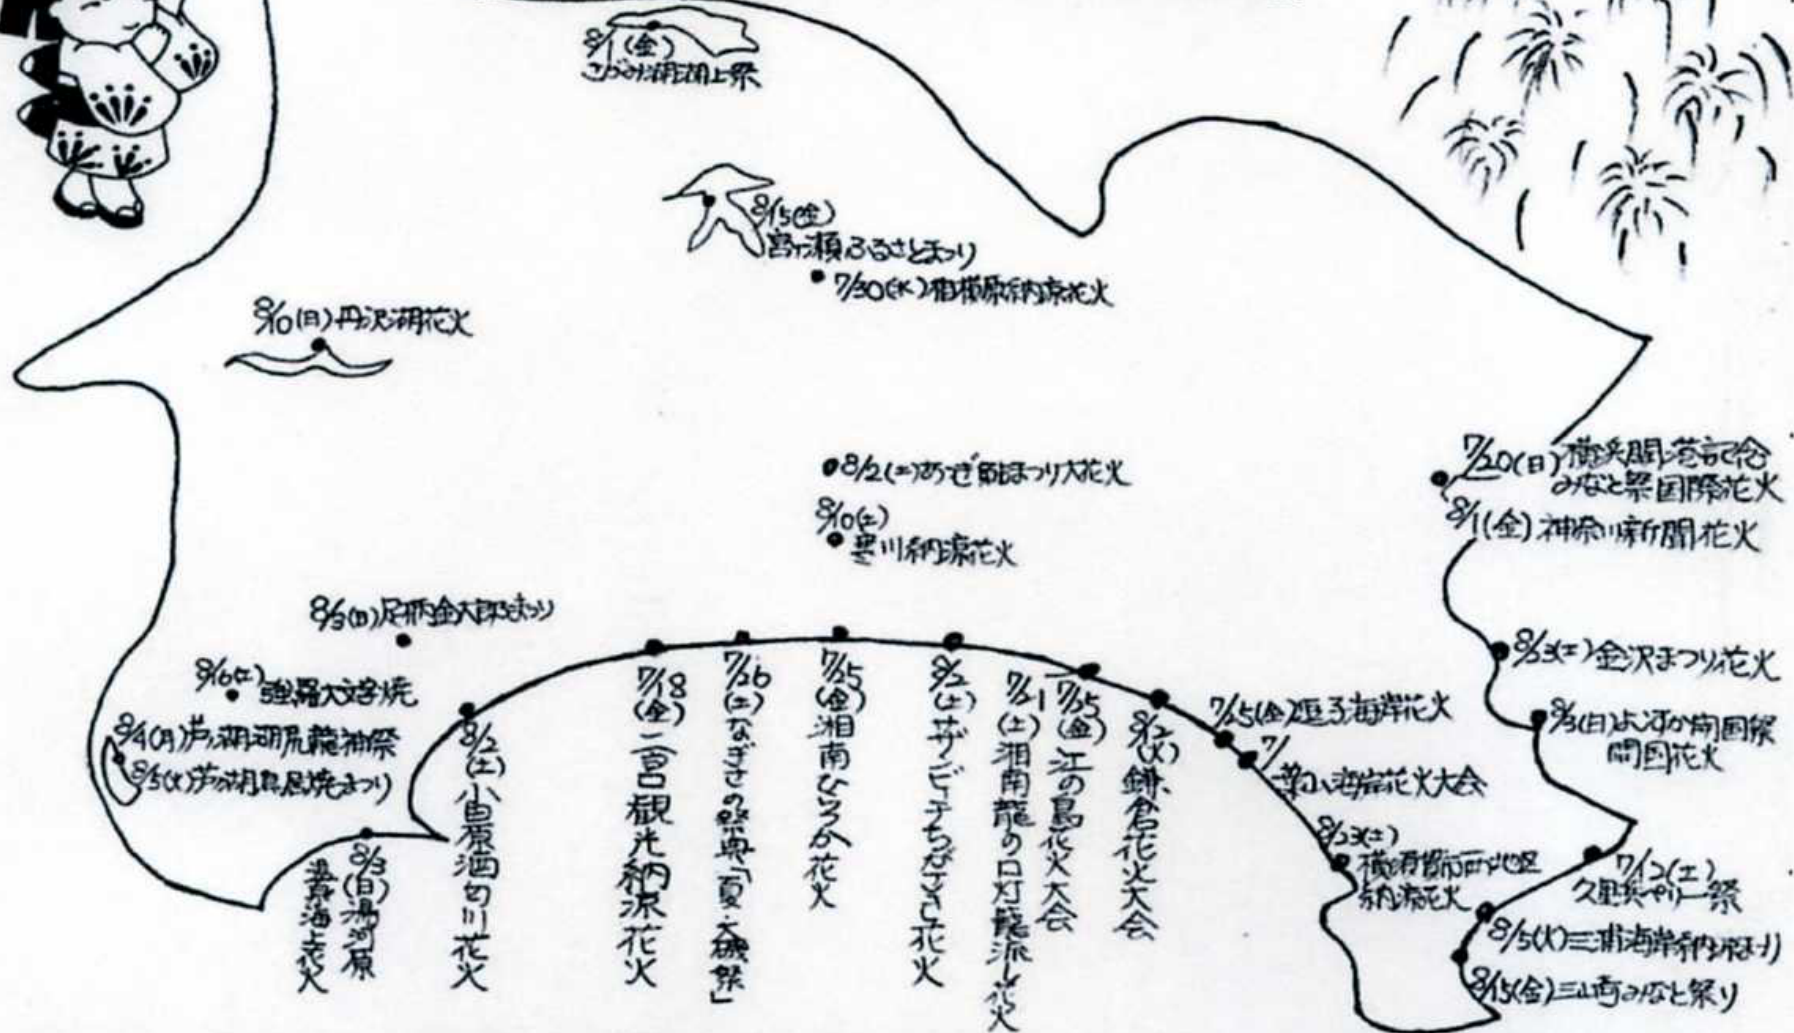 8/1(金)
さがみ湖湖上祭
8/15(金)
宮ヶ瀬ふるさとまつり
7/30(水)相模原納涼花火
8/10(日)丹沢湖花火
8/2(土)あつぎ鮎まつり大花火
8/10(土)
寒川納涼花火
7/20(日)横浜開港記念
みなと祭国際花火
8/1(金)神奈川新聞花火
8/3(日)足柄金太郎まつり
8/16(土)
強羅大文字焼
8/4(月)芦ノ湖湖尻龍神祭
8/5(火)芦ノ湖鳥居焼まつり
8/3(日)湯河原
温泉海上花火
8/2(土)小田原酒匂川花火
7/18(金)二宮観光納涼花火
7/26(土)なぎさの祭典「夏・大磯祭」
7/25(金)湘南ひらつか花火
8/2(土)サザンビーチちがさき花火
7/21(土)湘南龍の口灯籠流し花火
7/25(金)江の島花火大会
8/12(火)鎌倉花火大会
7/25(金)逗子海岸花火
7/
葉山海岸花火大会
8/23(土)
横須賀市西地区
納涼花火
8/23(土)金沢まつり花火
8/3(日)よこすか開国祭
開国花火
7/12(土)
久里浜ペリー祭
8/5(火)三浦海岸納涼まつり
8/15(金)三崎みなと祭り